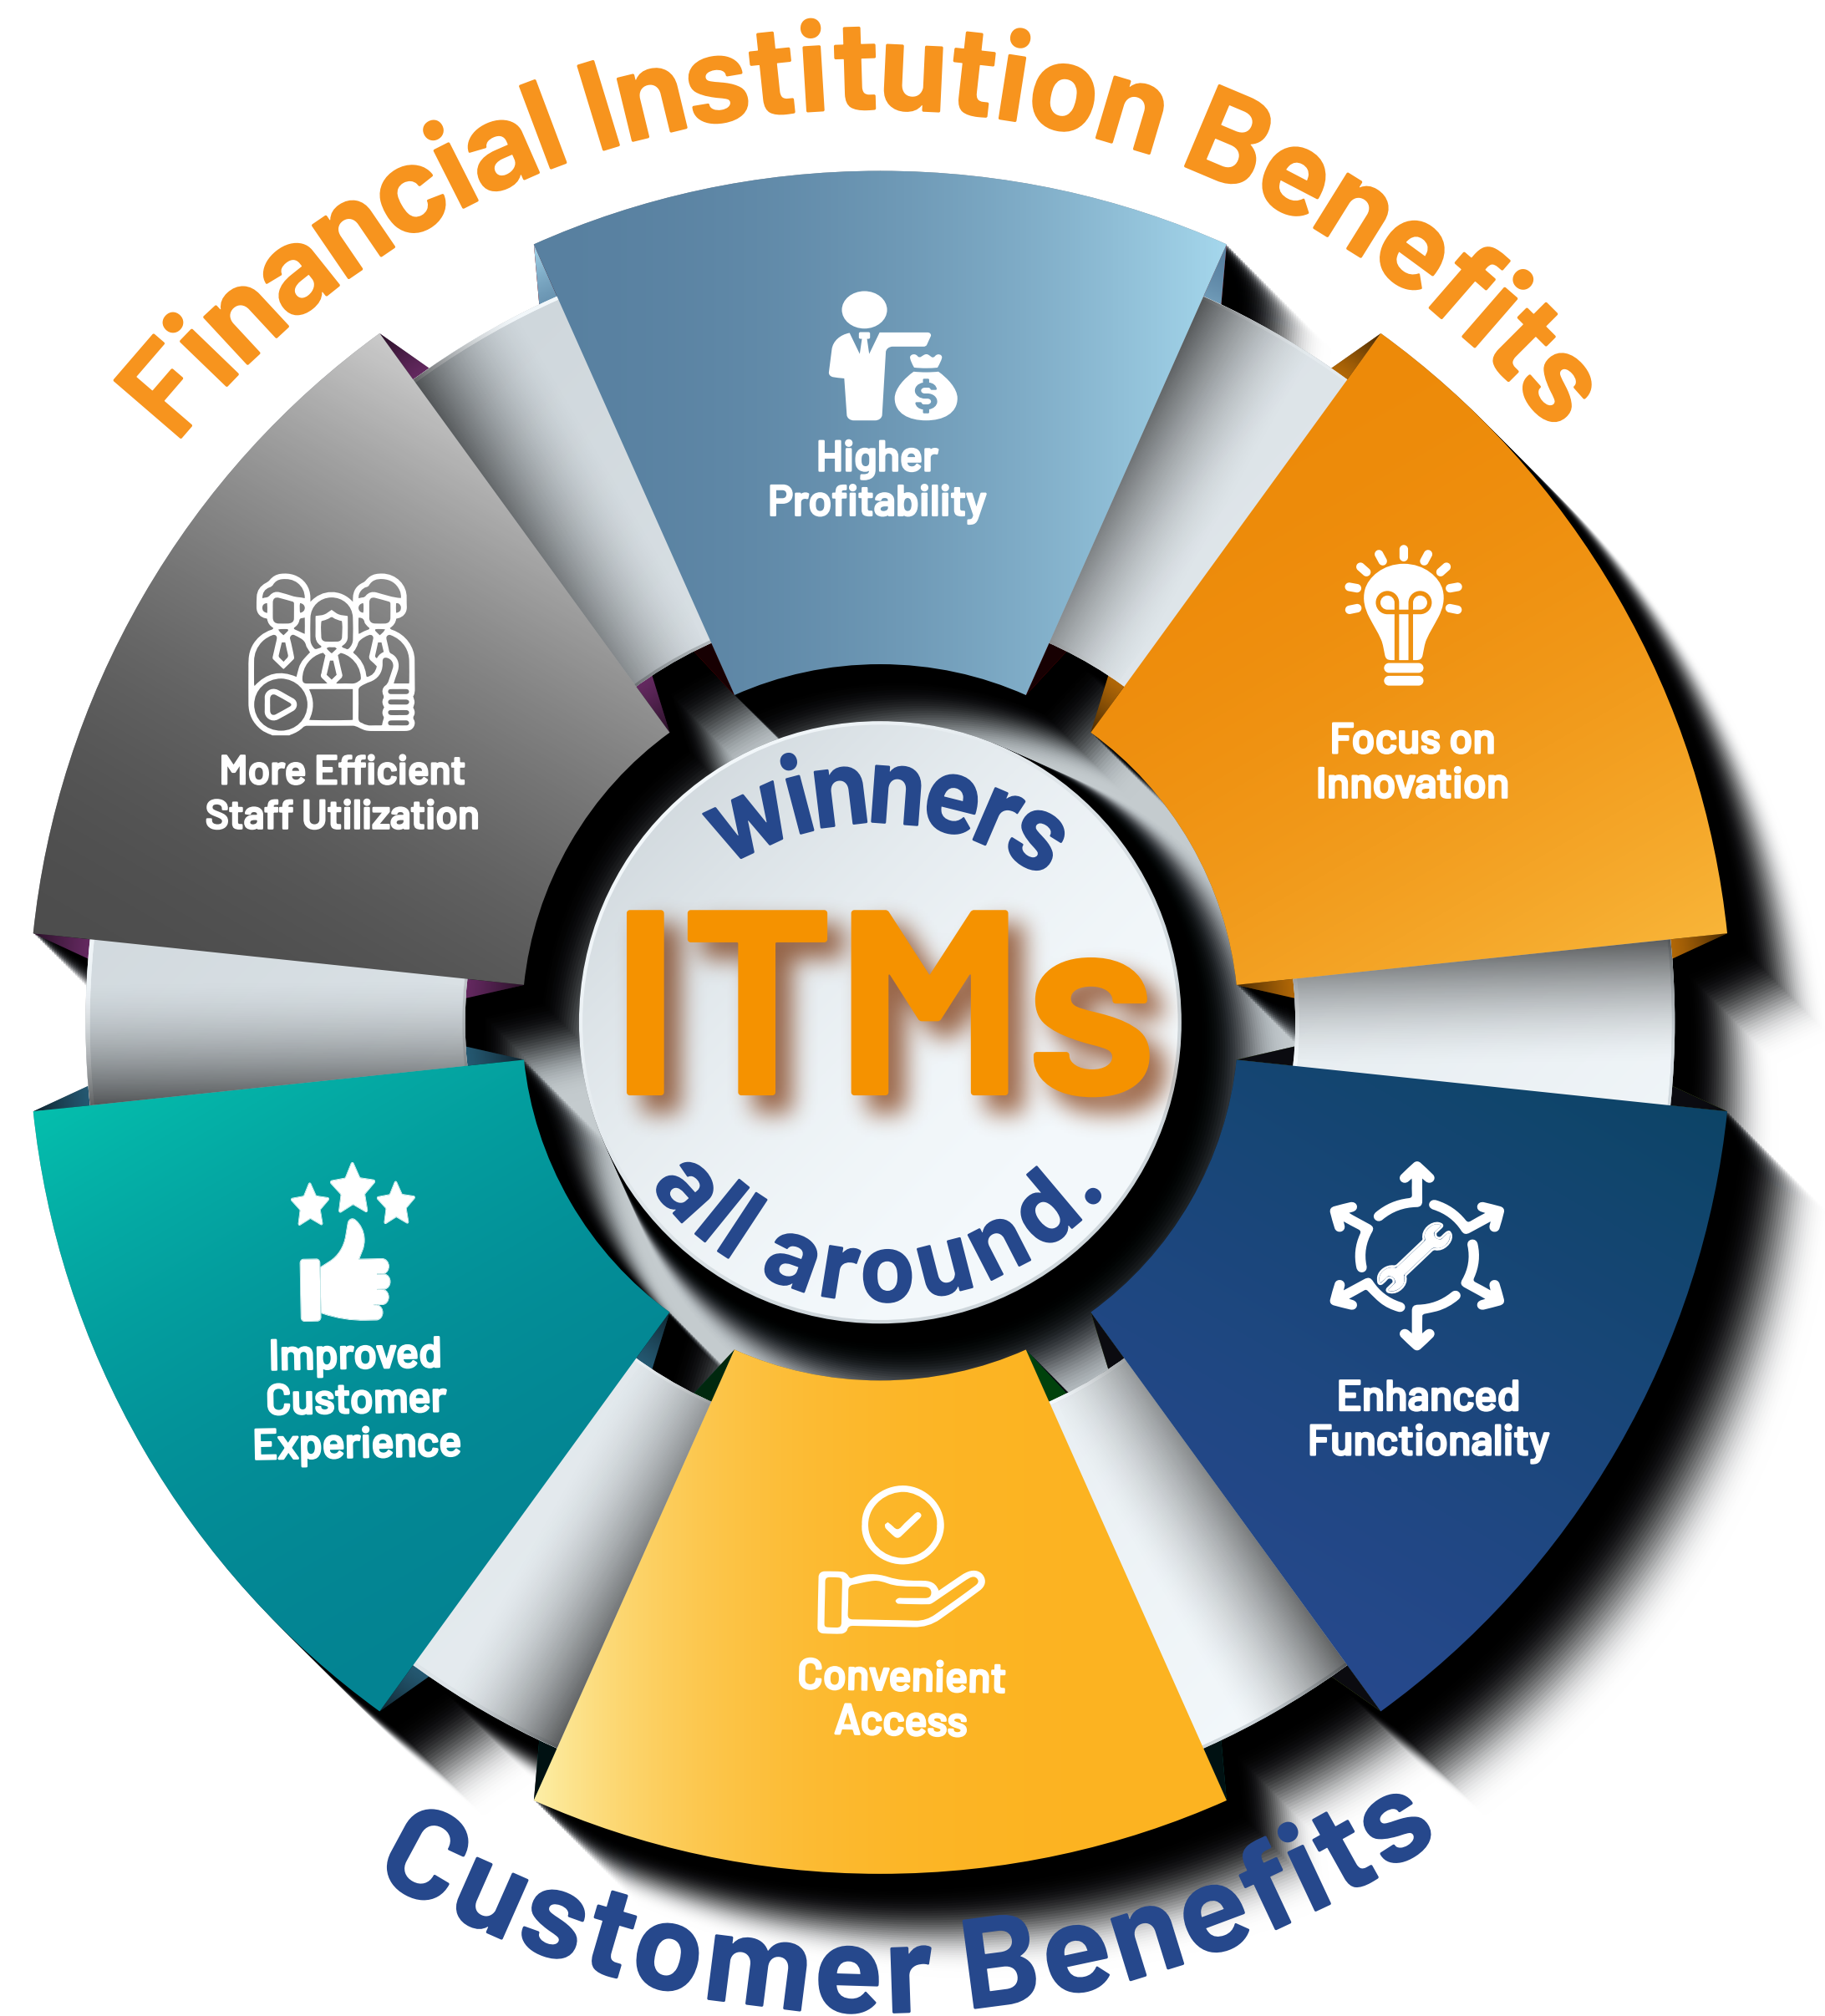 Financial Institution Benefits
Higher
Profitability
More Efficient
Staff Utilization
Focus on
Innovation
winners
ITMs
all around.
Improved
Customer
Experience
Enhanced
Functionality
Convenient
Access
Customer Benefits